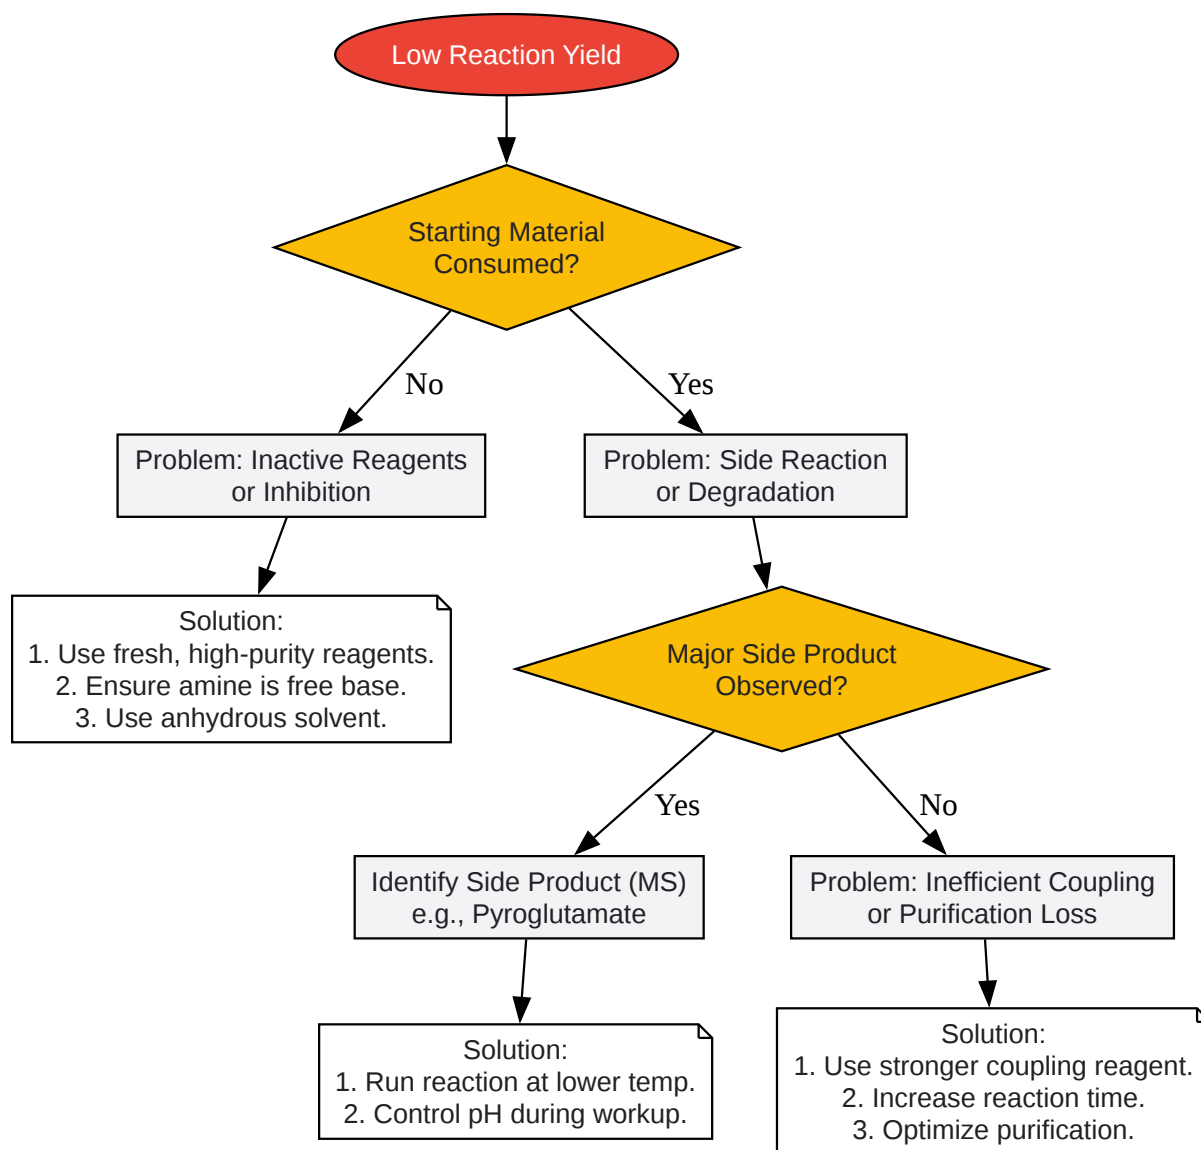 Low Reaction Yield
Starting Material
Consumed?
No
Yes
Problem: Inactive Reagents
or Inhibition
Problem: Side Reaction
or Degradation
Solution:
1. Use fresh, high-purity reagents.
2. Ensure amine is free base.
3. Use anhydrous solvent.
Major Side Product
Observed?
Yes
No
Identify Side Product (MS)
e.g., Pyroglutamate
Problem: Inefficient Coupling
or Purification Loss
Solution:
1. Run reaction at lower temp.
2. Control pH during workup.
Solution:
1. Use stronger coupling reagent.
2. Increase reaction time.
3. Optimize purification.